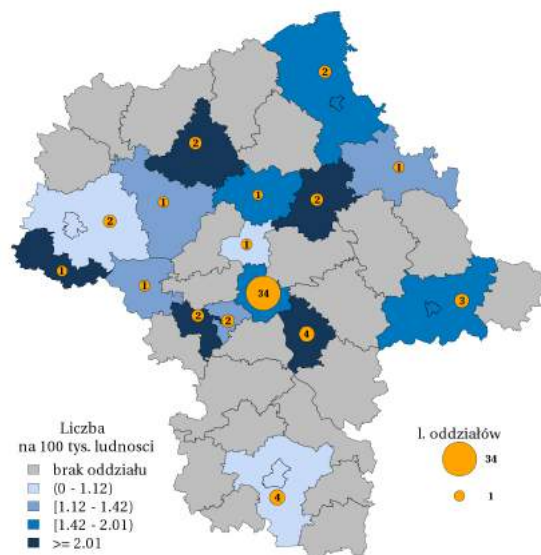 2
2
1
1
1
2
2
1
1
1
34
3
2
2
4
4
Liczba
na 100 tys. ludnosci
brak oddziału
(0 - 1.12)
[1.12 - 1.42)
[1.42 - 2.01)
>= 2.01
l. oddziałów
34
1